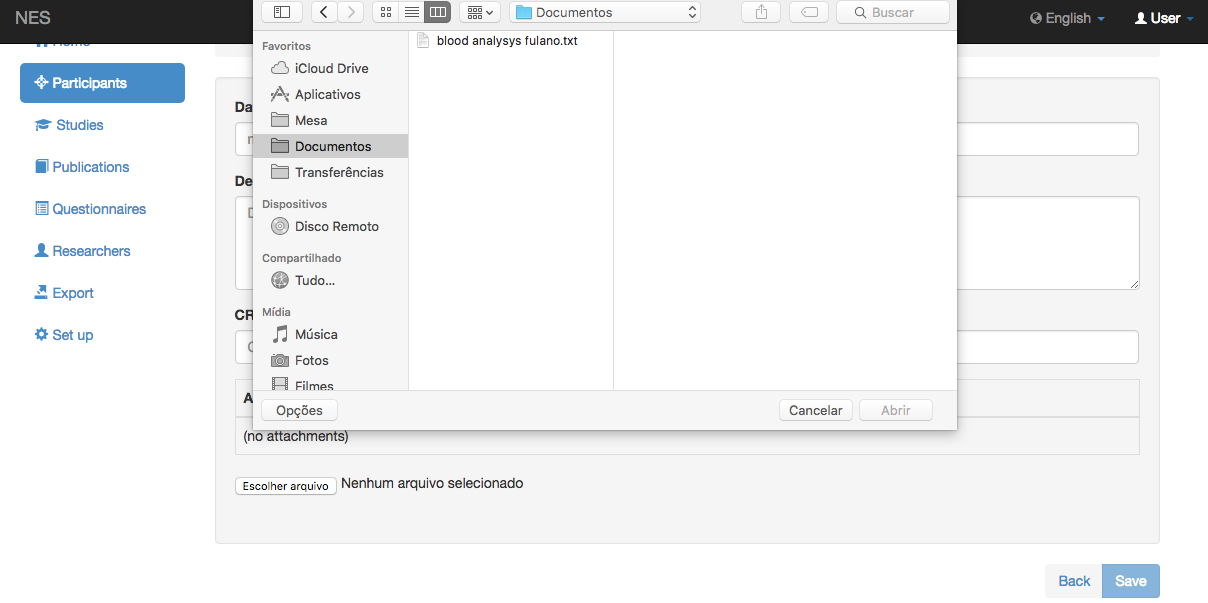 NES
Documentos
Buscar
English
User
Home
Participants
Studies
Publications
Questionnaires
Researchers
Export
Set up
Favoritos
iCloud Drive
Aplicativos
Mesa
Documentos
Transferências
Dispositivos
Disco Remoto
Compartilhado
Tudo...
Mídia
Música
Fotos
Filmes
blood analysys fulano.txt
Opções
Cancelar
Abrir
Da
De
CR
A
(no attachments)
Escolher arquivo Nenhum arquivo selecionado
Back
Save